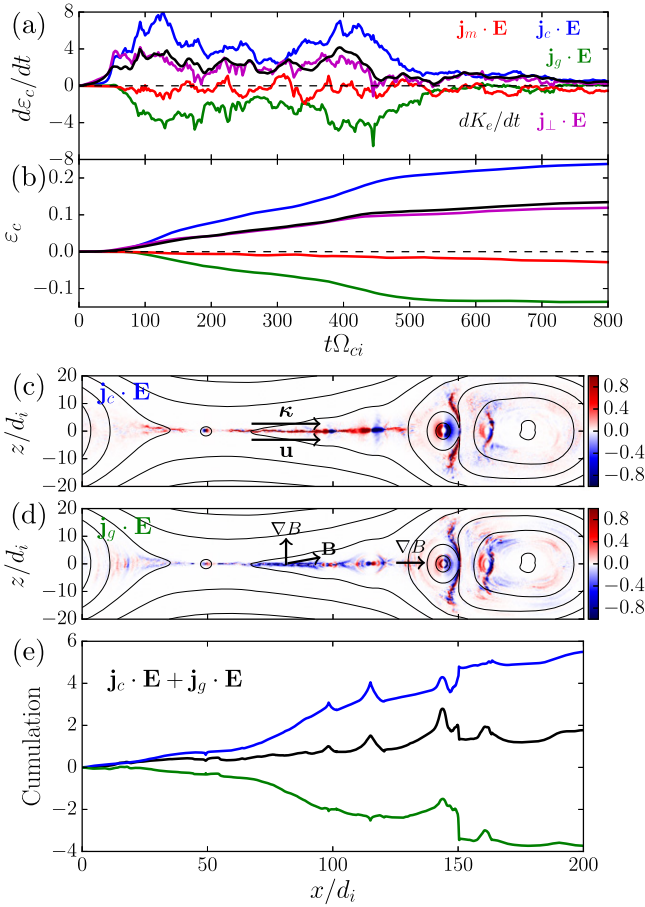 (a)
8
4
0
−4
−8
dε_c/dt
j_m · E
j_c · E
j_g · E
dK_e/dt
j_⊥ · E
(b)
0.2
0.1
0.0
−0.1
ε_c
0 100 200 300 400 500 600 700 800
tΩ_ci
(c)
20
10
0
−10
−20
z/d_i
j_c · E
κ
u
0.8
0.4
0.0
−0.4
−0.8
(d)
20
10
0
−10
−20
z/d_i
j_g · E
∇B
B
∇B
0.8
0.4
0.0
−0.4
−0.8
(e)
6
4
2
0
−2
−4
Cumulation
j_c · E + j_g · E
0 50 100 150 200
x/d_i